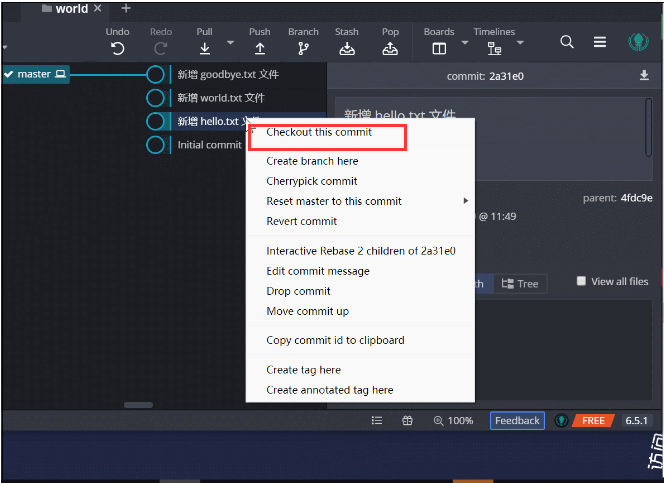 world
Undo Redo Pull Push Branch Stash Pop Boards Timelines
master
新增 goodbye.txt 文件
commit: 2a31e0
新增 world.txt 文件
新增 hello.txt 文件
新增 hello.txt 文件
Initial commit
Checkout this commit
Create branch here
Cherrypick commit
Reset master to this commit
Revert commit
parent: 4fdc9e
@ 11:49
Interactive Rebase 2 children of 2a31e0
Edit commit message
Drop commit
Move commit up
Tree
View all files
Copy commit id to clipboard
Create tag here
Create annotated tag here
100%
Feedback
FREE
6.5.1
访问